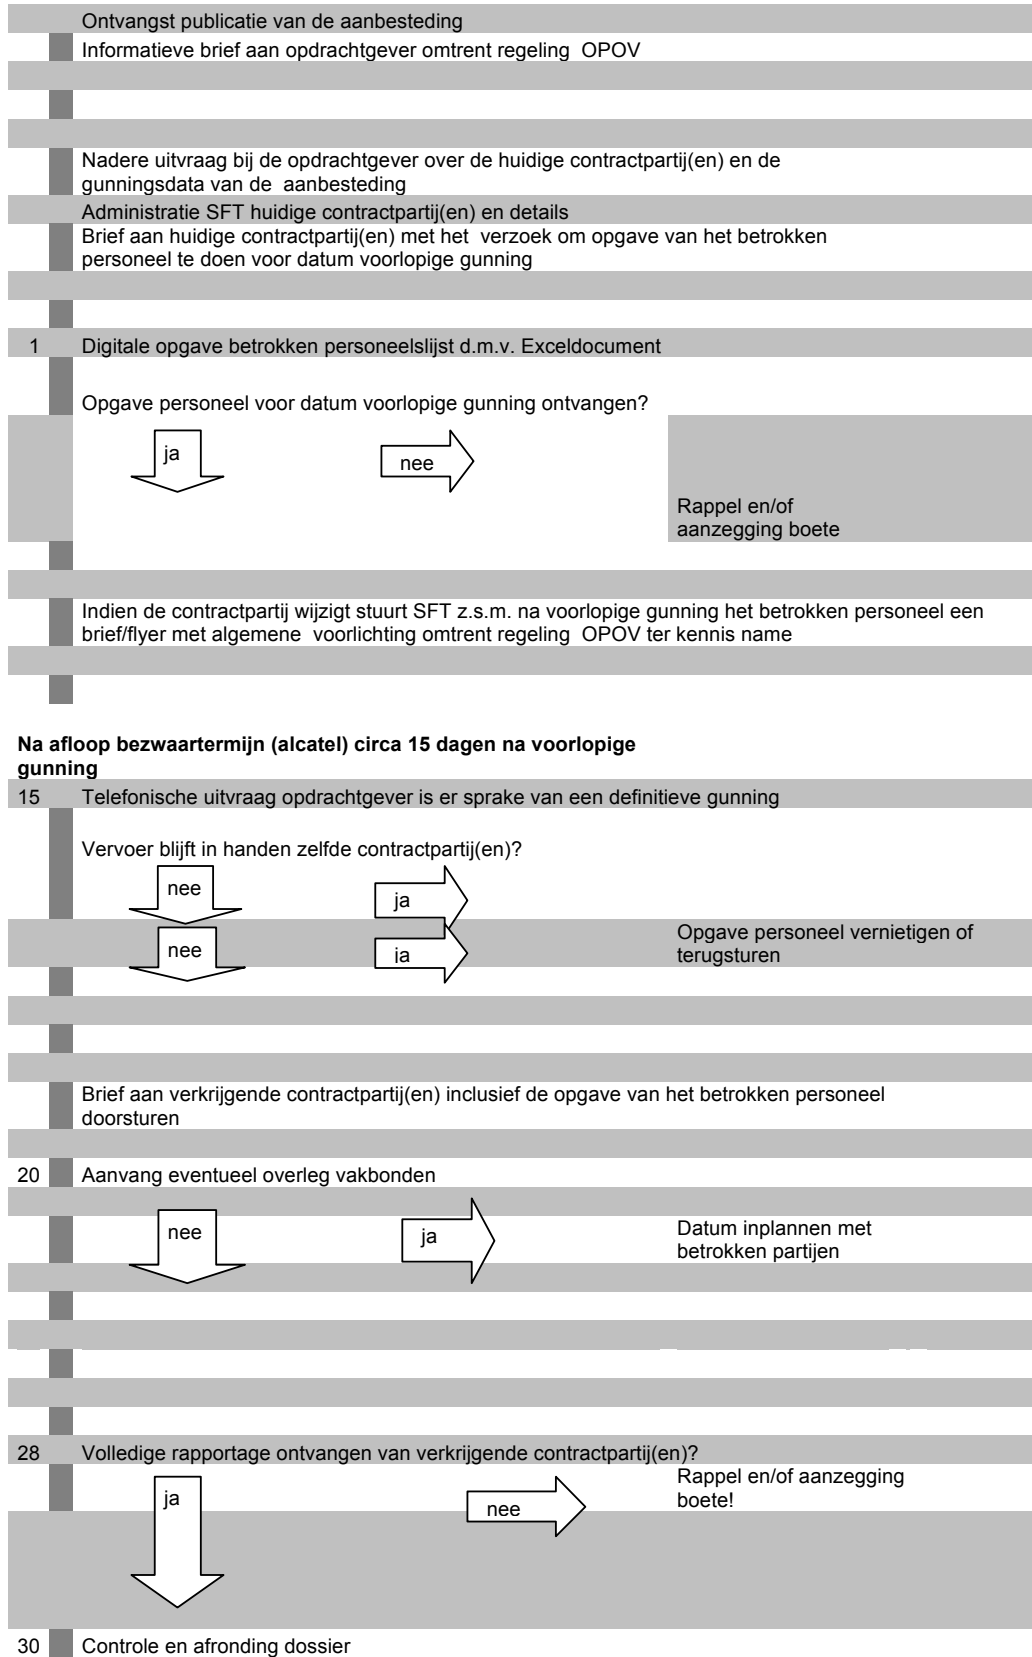 Ontvangst publicatie van de aanbesteding
Informatieve brief aan opdrachtgever omtrent regeling OPOV
Nadere uitvraag bij de opdrachtgever over de huidige contractpartij(en) en de
gunningsdata van de aanbesteding
Administratie SFT huidige contractpartij(en) en details
Brief aan huidige contractpartij(en) met het verzoek om opgave van het betrokken
personeel te doen voor datum voorlopige gunning
1 Digitale opgave betrokken personeelslijst d.m.v. Exceldocument
Opgave personeel voor datum voorlopige gunning ontvangen?
ja
nee
Rappel en/of
aanzegging boete
Indien de contractpartij wijzigt stuurt SFT z.s.m. na voorlopige gunning het betrokken personeel een
brief/flyer met algemene voorlichting omtrent regeling OPOV ter kennis name
Na afloop bezwaartermijn (alcatel) circa 15 dagen na voorlopige
gunning
15 Telefonische uitvraag opdrachtgever is er sprake van een definitieve gunning
Vervoer blijft in handen zelfde contractpartij(en)?
nee
ja
nee
ja
Opgave personeel vernietigen of
terugsturen
Brief aan verkrijgende contractpartij(en) inclusief de opgave van het betrokken personeel
doorsturen
20 Aanvang eventueel overleg vakbonden
nee
ja
Datum inplannen met
betrokken partijen
28 Volledige rapportage ontvangen van verkrijgende contractpartij(en)?
ja
nee
Rappel en/of aanzegging
boete!
30 Controle en afronding dossier